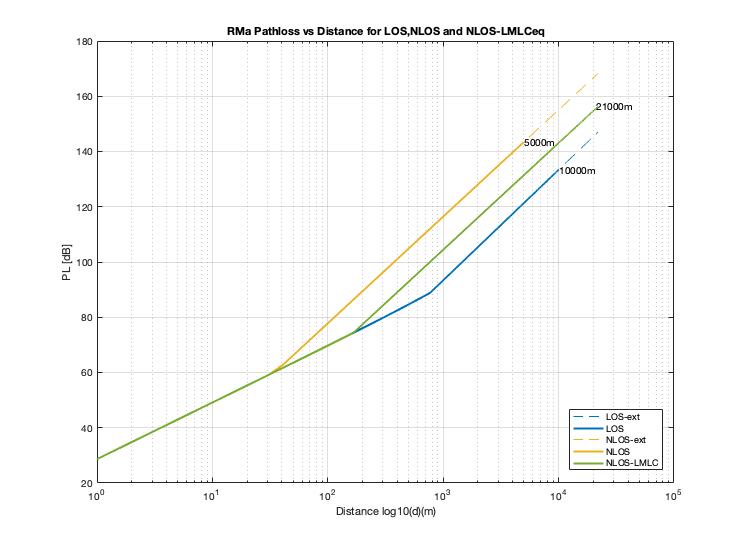 RMa Pathloss vs Distance for LOS,NLOS and NLOS-LMLCeq
180
160
140
120
100
80
60
40
20
PL [dB]
21000m
5000m
10000m
LOS-ext
LOS
NLOS-ext
NLOS
NLOS-LMLC
10^0
10^1
10^2
10^3
10^4
10^5
Distance log10(d)(m)